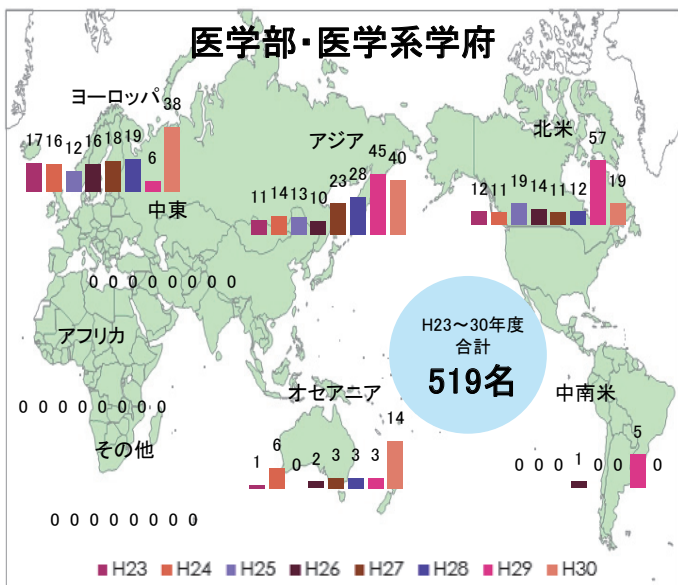 医学部・医学系学府
ヨーロッパ
17 16 12 16 18 19 6 38
アジア
11 14 13 10 23 28 45 40
北米
12 11 19 14 11 12 57 19
中東
0 0 0 0 0 0 0 0
アフリカ
0 0 0 0 0 0 0 0
H23～30年度
合計
519名
オセアニア
1 6 0 2 3 3 3 14
中南米
0 0 0 1 0 0 5 0
その他
0 0 0 0 0 0 0 0
H23 H24 H25 H26 H27 H28 H29 H30